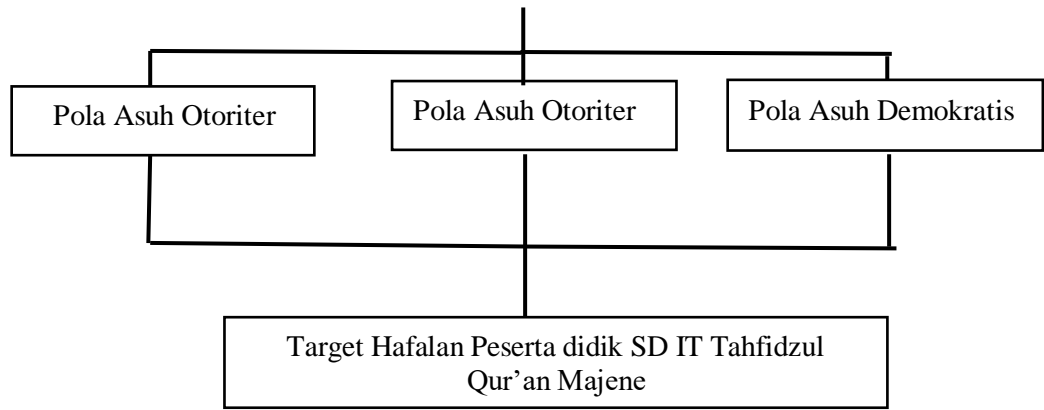 Pola Asuh Otoriter
Pola Asuh Otoriter
Pola Asuh Demokratis
Target Hafalan Peserta didik SD IT Tahfidzul
Qur’an Majene